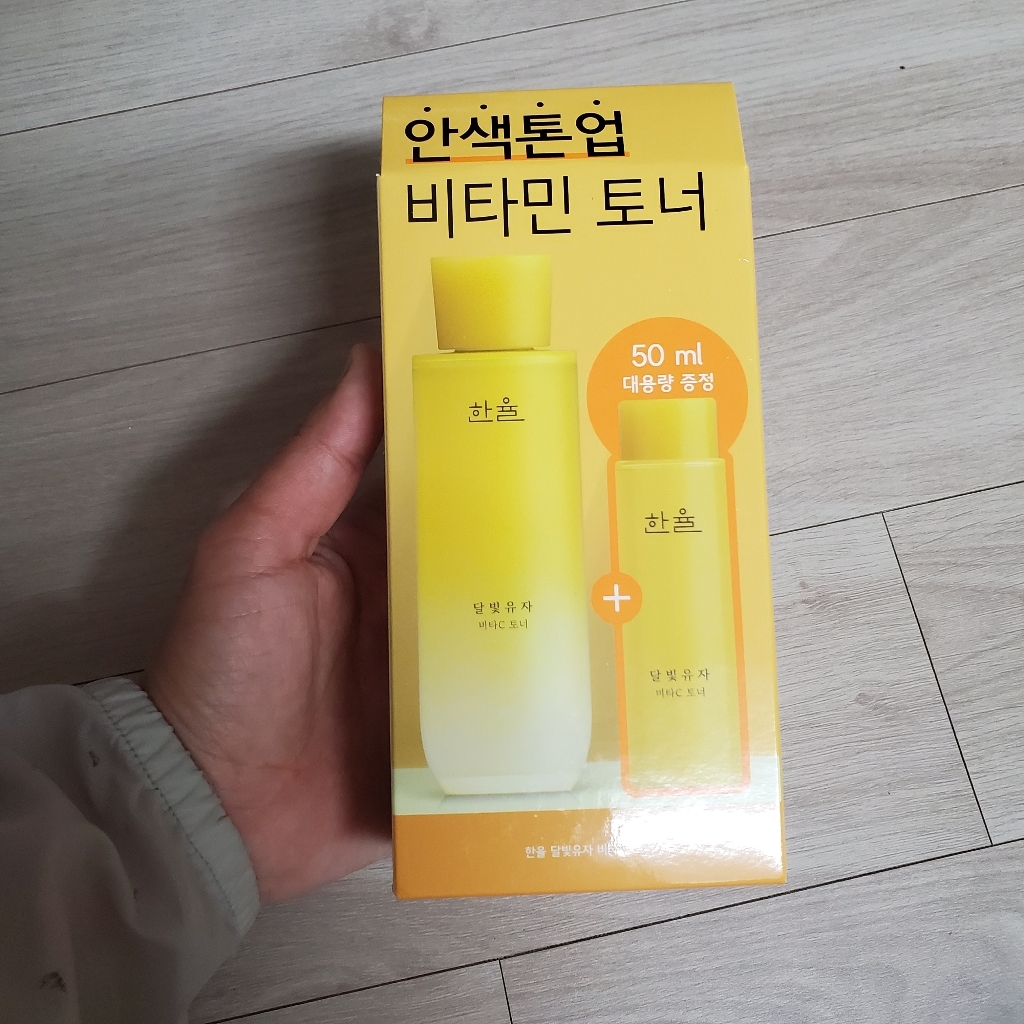 안색톤업
비타민 토너
50 ml
대용량 증정
한율
한율
+
달빛유자
비타C 토너
달빛유자
비타C 토너
한율 달빛유자